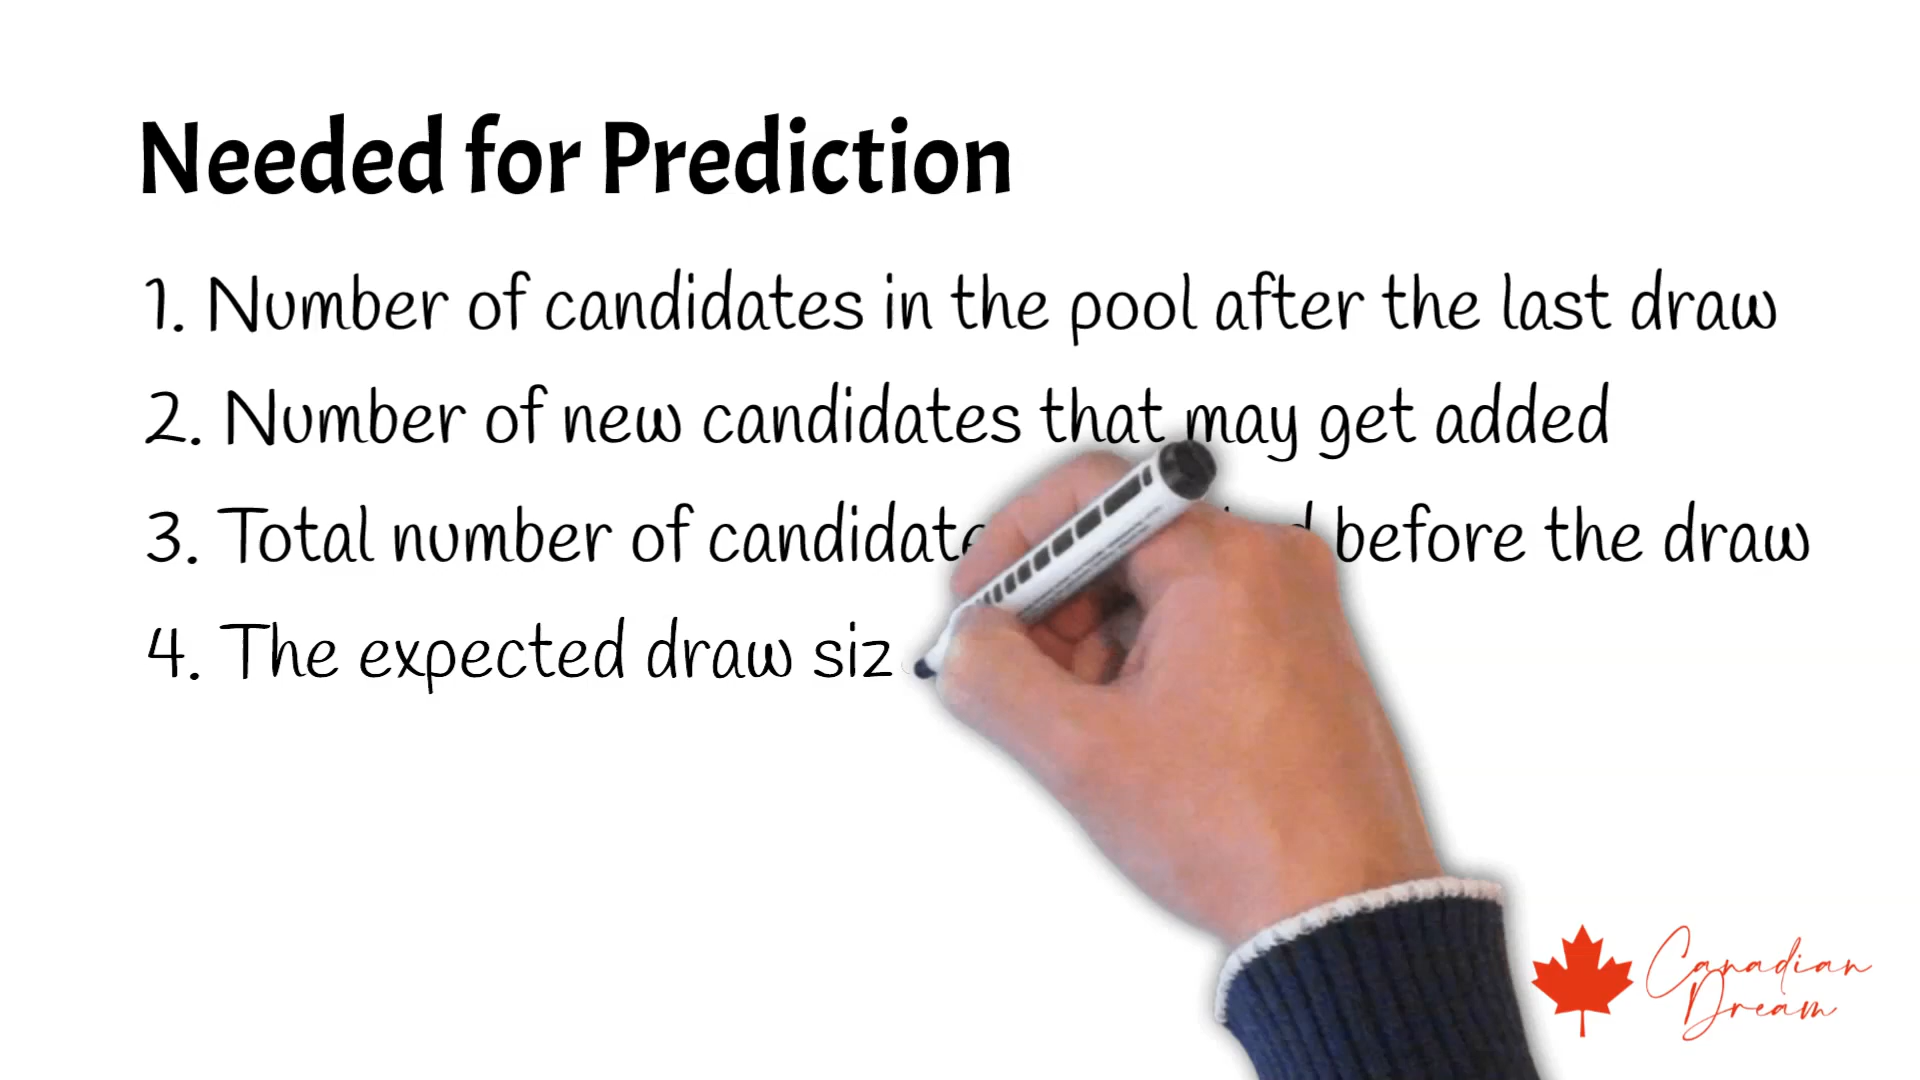 Needed for Prediction
1. Number of candidates in the pool after the last draw
2. Number of new candidates that may get added
3. Total number of candidate before the draw
4. The expected draw siz
Canadian
Dream